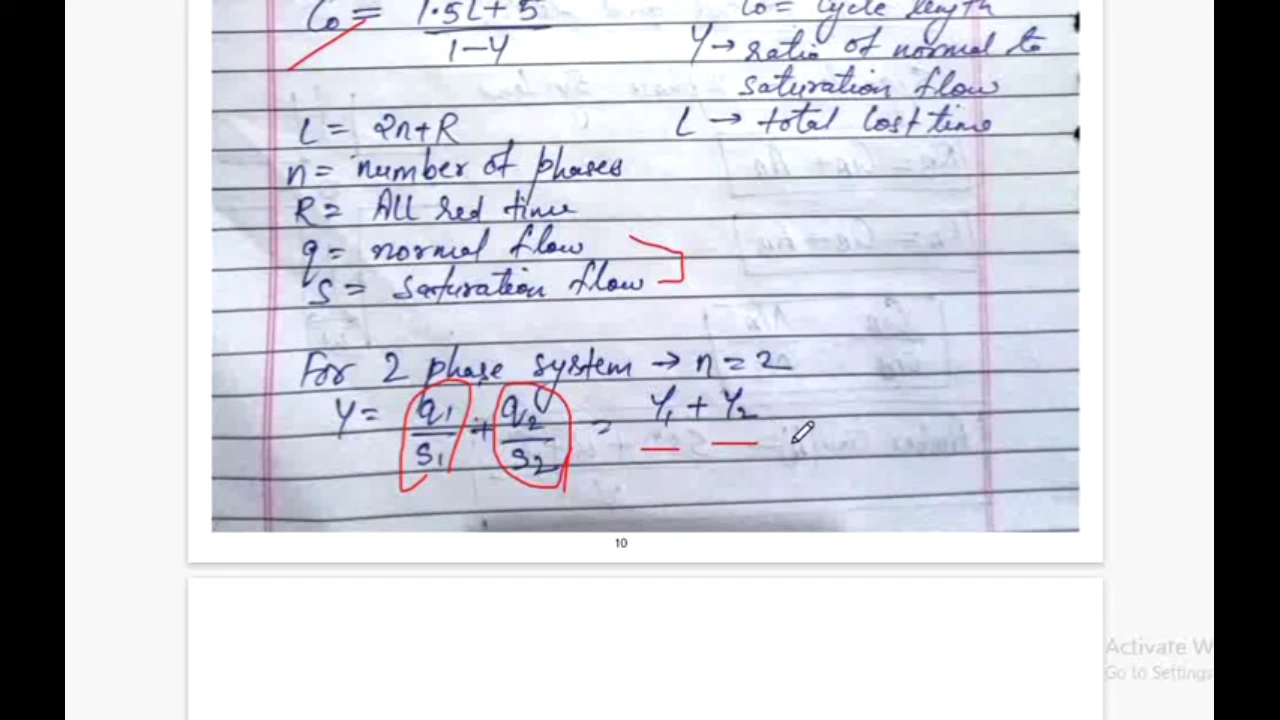 Co = 1.5L + 5 / 1 - Y
Co = Cycle length
Y → ratio of normal to
saturation flow
L = 2n + R
L → total lost time
n = number of phases
R = All red time
q = normal flow
S = saturation flow
For 2 phase system → n = 2
Y = q1/S1 + q2/S2 = Y1 + Y2
10
Activate W
Go to Settings